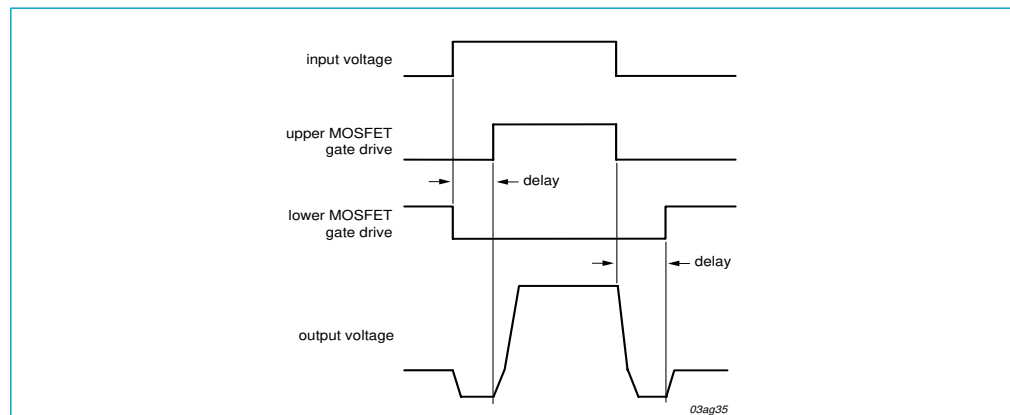 input voltage
upper MOSFET
gate drive
delay
lower MOSFET
gate drive
delay
output voltage
03ag35